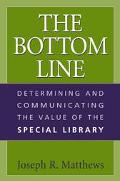 THE
BOTTOM
LINE
DETERMINING AND
COMMUNICATING
THE VALUE OF THE
SPECIAL LIBRARY
Joseph R. Matthews